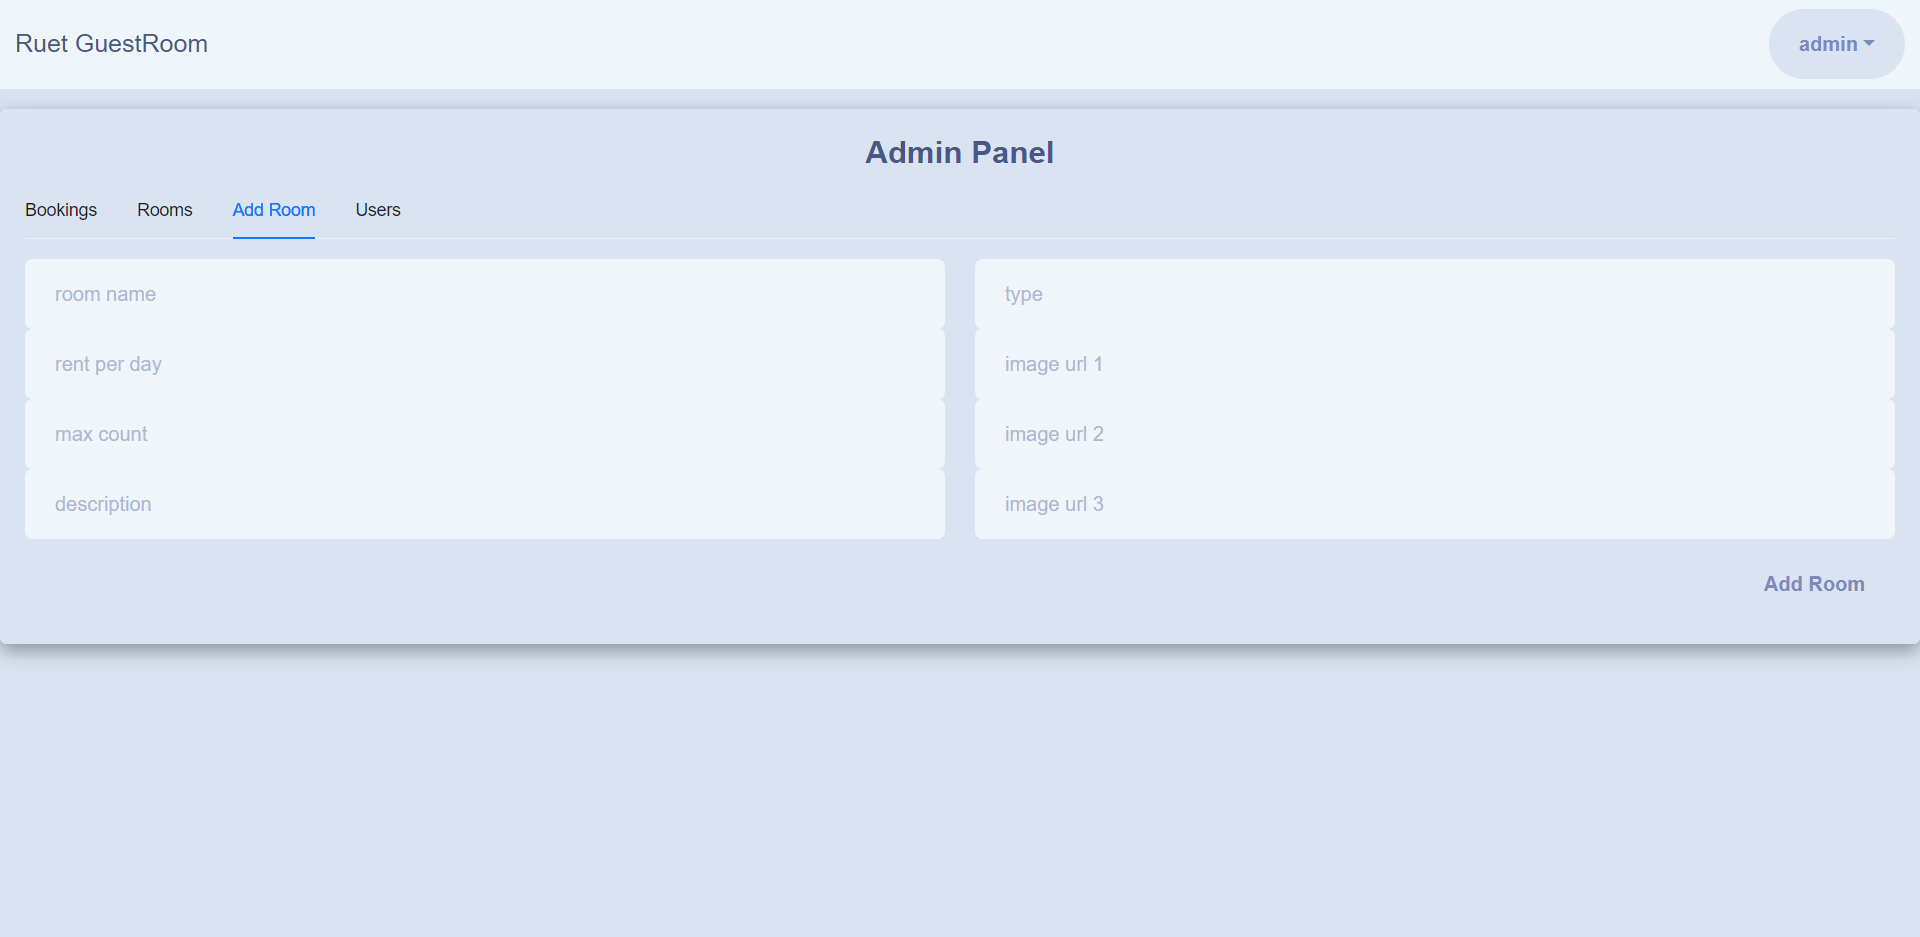 Ruet GuestRoom
admin
Admin Panel
Bookings Rooms Add Room Users
room name
rent per day
max count
description
type
image url 1
image url 2
image url 3
Add Room